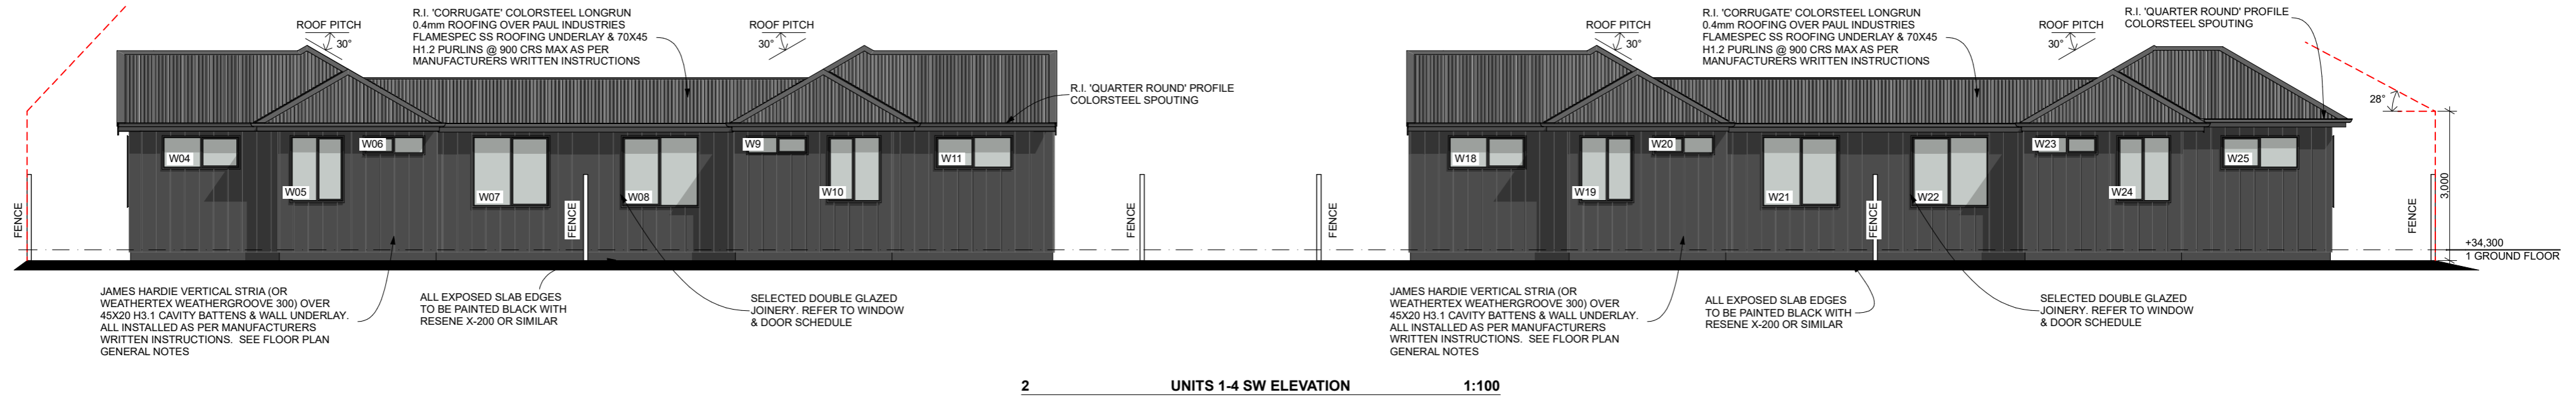 ROOF PITCH
30°
R.I. 'CORRUGATE' COLORSTEEL LONGRUN
0.4mm ROOFING OVER PAUL INDUSTRIES
FLAMESPEC SS ROOFING UNDERLAY & 70X45
H1.2 PURLINS @ 900 CRS MAX AS PER
MANUFACTURERS WRITTEN INSTRUCTIONS
ROOF PITCH
30°
R.I. 'QUARTER ROUND' PROFILE
COLORSTEEL SPOUTING
ROOF PITCH
30°
R.I. 'CORRUGATE' COLORSTEEL LONGRUN
0.4mm ROOFING OVER PAUL INDUSTRIES
FLAMESPEC SS ROOFING UNDERLAY & 70X45
H1.2 PURLINS @ 900 CRS MAX AS PER
MANUFACTURERS WRITTEN INSTRUCTIONS
ROOF PITCH
30°
R.I. 'QUARTER ROUND' PROFILE
COLORSTEEL SPOUTING
28°
3,000
W04
W05
W06
W07
W08
W9
W10
W11
W18
W19
W20
W21
W22
W23
W24
W25
FENCE
FENCE
FENCE
FENCE
FENCE
FENCE
+34,300
1 GROUND FLOOR
JAMES HARDIE VERTICAL STRIA (OR
WEATHERTEX WEATHERGROOVE 300) OVER
45X20 H3.1 CAVITY BATTENS & WALL UNDERLAY.
ALL INSTALLED AS PER MANUFACTURERS
WRITTEN INSTRUCTIONS. SEE FLOOR PLAN
GENERAL NOTES
ALL EXPOSED SLAB EDGES
TO BE PAINTED BLACK WITH
RESENE X-200 OR SIMILAR
SELECTED DOUBLE GLAZED
JOINERY. REFER TO WINDOW
& DOOR SCHEDULE
JAMES HARDIE VERTICAL STRIA (OR
WEATHERTEX WEATHERGROOVE 300) OVER
45X20 H3.1 CAVITY BATTENS & WALL UNDERLAY.
ALL INSTALLED AS PER MANUFACTURERS
WRITTEN INSTRUCTIONS. SEE FLOOR PLAN
GENERAL NOTES
ALL EXPOSED SLAB EDGES
TO BE PAINTED BLACK WITH
RESENE X-200 OR SIMILAR
SELECTED DOUBLE GLAZED
JOINERY. REFER TO WINDOW
& DOOR SCHEDULE
2 UNITS 1-4 SW ELEVATION 1:100